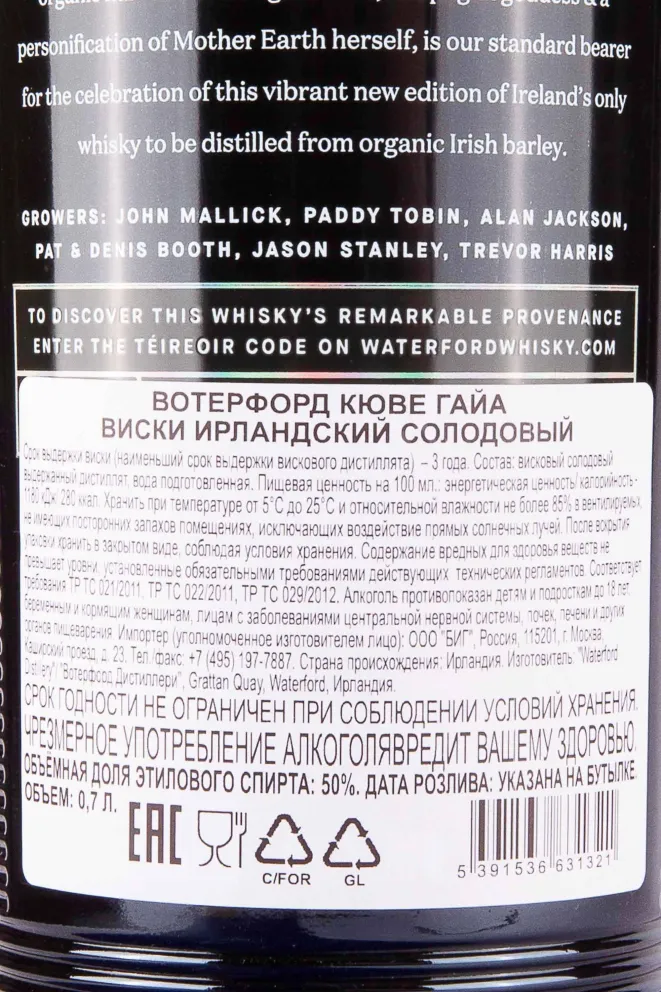 personification of Mother Earth herself, is our standard bearer
for the celebration of this vibrant new edition of Ireland's only
whisky to be distilled from organic Irish barley.
GROWERS: JOHN MALLICK, PADDY TOBIN, ALAN JACKSON,
PAT & DENIS BOOTH, JASON STANLEY, TREVOR HARRIS
TO DISCOVER THIS WHISKY'S REMARKABLE PROVENANCE
ENTER THE TÉIREOIR CODE ON WATERFORDWHISKY.COM
ВОТЕРФОРД КЮВЕ ГАЙА
ВИСКИ ИРЛАНДСКИЙ СОЛОДОВЫЙ
Срок выдержки виски (наименьший срок выдержки вискового дистиллята) – 3 года. Состав: висковый солодовый
выдержанный дистиллят, вода подготовленная. Пищевая ценность на 100 мл.: энергетическая ценность/ калорийность -
1180 кДж/ 280 ккал. Хранить при температуре от 5°С до 25°С и относительной влажности не более 85% в вентилируемых,
не имеющих посторонних запахов помещениях, исключающих воздействие прямых солнечных лучей. После вскрытия
упаковки хранить в закрытом виде, соблюдая условия хранения. Содержание вредных для здоровья веществ не
превышает уровни, установленные обязательными требованиями действующих технических регламентов. Соответствует
требования ТР ТС 021/2011, ТР ТС 022/2011, ТР ТС 029/2012. Алкоголь противопоказан детям и подросткам до 18 лет,
беременным и кормящим женщинам, лицам с заболеваниями центральной нервной системы, почек, печени и других
органов пищеварения. Импортер (уполномоченное изготовителем лицо): ООО "БИГ", Россия, 115201, г. Москва,
Каширский проезд, д. 23. Тел./факс: +7 (495) 197-7887. Страна происхождения: Ирландия. Изготовитель: "Waterford
Distillery" "Вотерфорд Дистиллери", Grattan Quay, Waterford, Ирландия.
СРОК ГОДНОСТИ НЕ ОГРАНИЧЕН ПРИ СОБЛЮДЕНИИ УСЛОВИЙ ХРАНЕНИЯ.
ЧРЕЗМЕРНОЕ УПОТРЕБЛЕНИЕ АЛКОГОЛЯВРЕДИТ ВАШЕМУ ЗДОРОВЬЮ.
ОБЪЁМНАЯ ДОЛЯ ЭТИЛОВОГО СПИРТА: 50%. ДАТА РОЗЛИВА: УКАЗАНА НА БУТЫЛКЕ.
ОБЪЕМ: 0,7 Л.
EAC
C/FOR GL
5 391536 631321